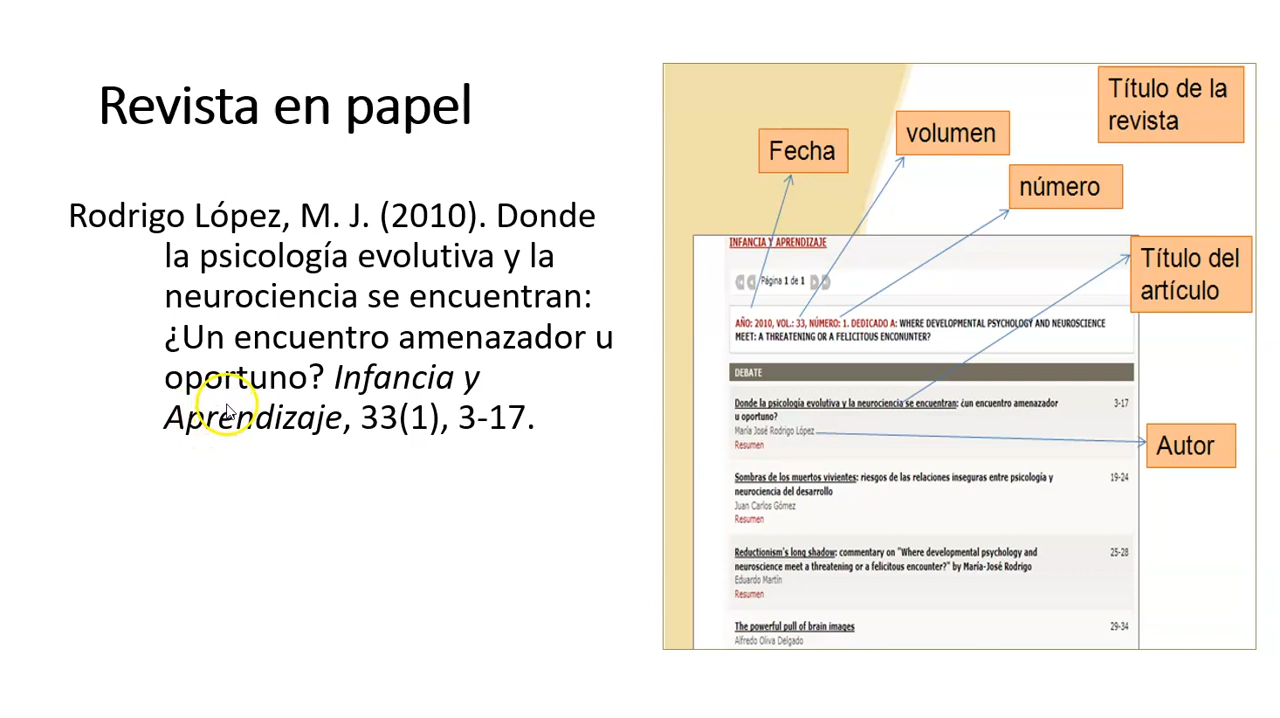 Revista en papel
Rodrigo López, M. J. (2010). Donde
la psicología evolutiva y la
neurociencia se encuentran:
¿Un encuentro amenazador u
oportuno? Infancia y
Aprendizaje, 33(1), 3-17.
Título de la
revista
volumen
Fecha
número
Título del
artículo
Autor
INFANCIA Y APRENDIZAJE
Página 1 de 1
AÑO: 2010, VOL.: 33, NÚMERO: 1. DEDICADO A: WHERE DEVELOPMENTAL PSYCHOLOGY AND NEUROSCIENCE
MEET: A THREATENING OR A FELICITOUS ENCONUNTER?
DEBATE
Donde la psicología evolutiva y la neurociencia se encuentran: ¿un encuentro amenazador 3-17
u oportuno?
María José Rodrigo López
Resumen
Sombras de los muertos vivientes: riesgos de las relaciones inseguras entre psicología y 19-24
neurociencia del desarrollo
Juan Carlos Gómez
Resumen
Reductionism's long shadow: commentary on "Where developmental psychology and 25-28
neuroscience meet a threatening or a felicitous encounter?" by María-José Rodrigo
Eduardo Martín
Resumen
The powerful pull of brain images 29-34
Alfredo Oliva Delgado